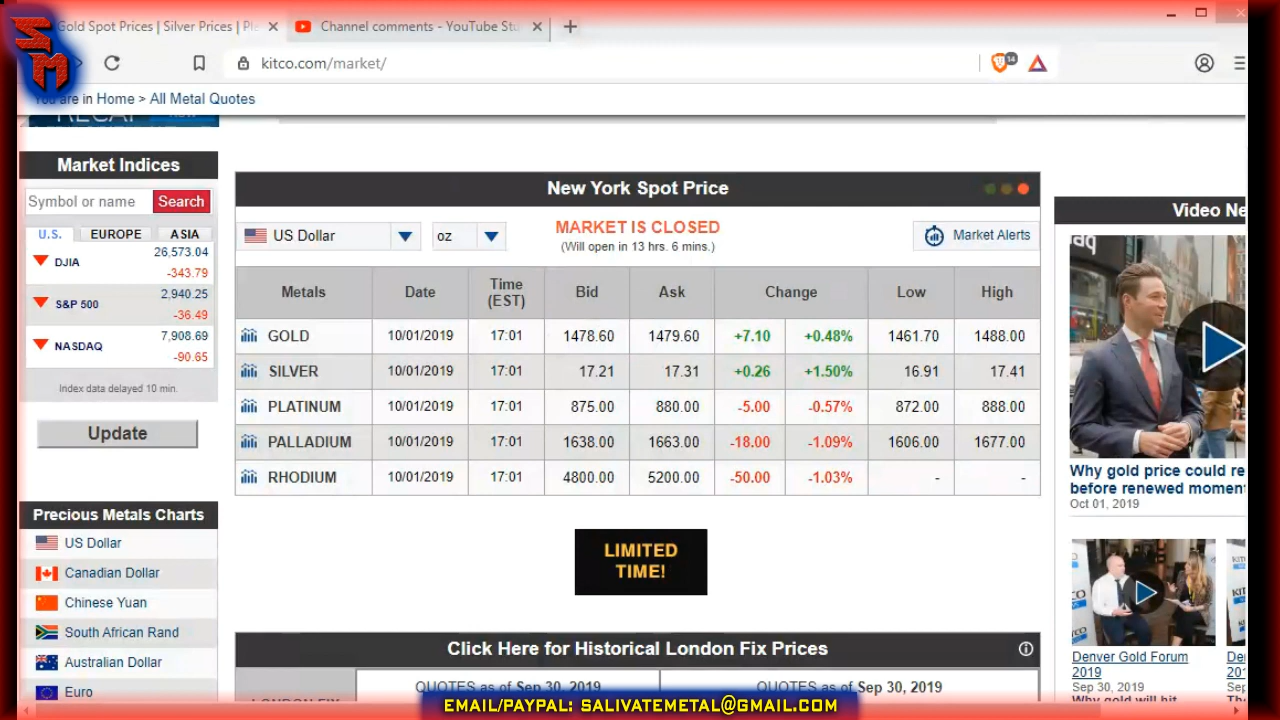 SM
Gold Spot Prices | Silver Prices | Pla
Channel comments - YouTube Stu
kitco.com/market/
14
You are in Home > All Metal Quotes
RECAP
Market Indices
Symbol or name Search
U.S. EUROPE ASIA
DJIA 26,573.04 -343.79
S&P 500 2,940.25 -36.49
NASDAQ 7,908.69 -90.65
Index data delayed 10 min.
Update
Precious Metals Charts
US Dollar
Canadian Dollar
Chinese Yuan
South African Rand
Australian Dollar
Euro
New York Spot Price
US Dollar oz
MARKET IS CLOSED
(Will open in 13 hrs. 6 mins.)
Market Alerts
Metals Date Time (EST) Bid Ask Change Low High
GOLD 10/01/2019 17:01 1478.60 1479.60 +7.10 +0.48% 1461.70 1488.00
SILVER 10/01/2019 17:01 17.21 17.31 +0.26 +1.50% 16.91 17.41
PLATINUM 10/01/2019 17:01 875.00 880.00 -5.00 -0.57% 872.00 888.00
PALLADIUM 10/01/2019 17:01 1638.00 1663.00 -18.00 -1.09% 1606.00 1677.00
RHODIUM 10/01/2019 17:01 4800.00 5200.00 -50.00 -1.03% - -
LIMITED
TIME!
Click Here for Historical London Fix Prices
LONDON FIX QUOTES as of Sep 30, 2019 QUOTES as of Sep 30, 2019
Video Ne
Why gold price could re
before renewed moment
Oct 01, 2019
Denver Gold Forum
2019
Sep 30, 2019
Why gold will hit
EMAIL/PAYPAL: SALIVATEMETAL@GMAIL.COM